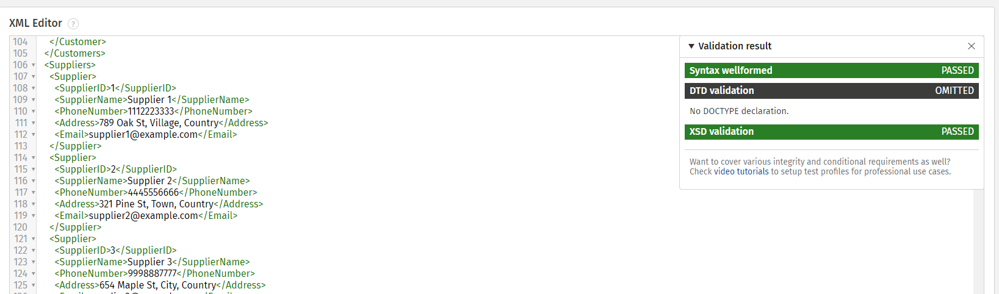 XML Editor ?
104 </Customer>
105 </Customers>
106 <Suppliers>
107 <Supplier>
108 <SupplierID>1</SupplierID>
109 <SupplierName>Supplier 1</SupplierName>
110 <PhoneNumber>1112223333</PhoneNumber>
111 <Address>789 Oak St, Village, Country</Address>
112 <Email>supplier1@example.com</Email>
113 </Supplier>
114 <Supplier>
115 <SupplierID>2</SupplierID>
116 <SupplierName>Supplier 2</SupplierName>
117 <PhoneNumber>4445556666</PhoneNumber>
118 <Address>321 Pine St, Town, Country</Address>
119 <Email>supplier2@example.com</Email>
120 </Supplier>
121 <Supplier>
122 <SupplierID>3</SupplierID>
123 <SupplierName>Supplier 3</SupplierName>
124 <PhoneNumber>9998887777</PhoneNumber>
125 <Address>654 Maple St, City, Country</Address>
Validation result
Syntax wellformed PASSED
DTD validation OMITTED
No DOCTYPE declaration.
XSD validation PASSED
Want to cover various integrity and conditional requirements as well?
Check video tutorials to setup test profiles for professional use cases.